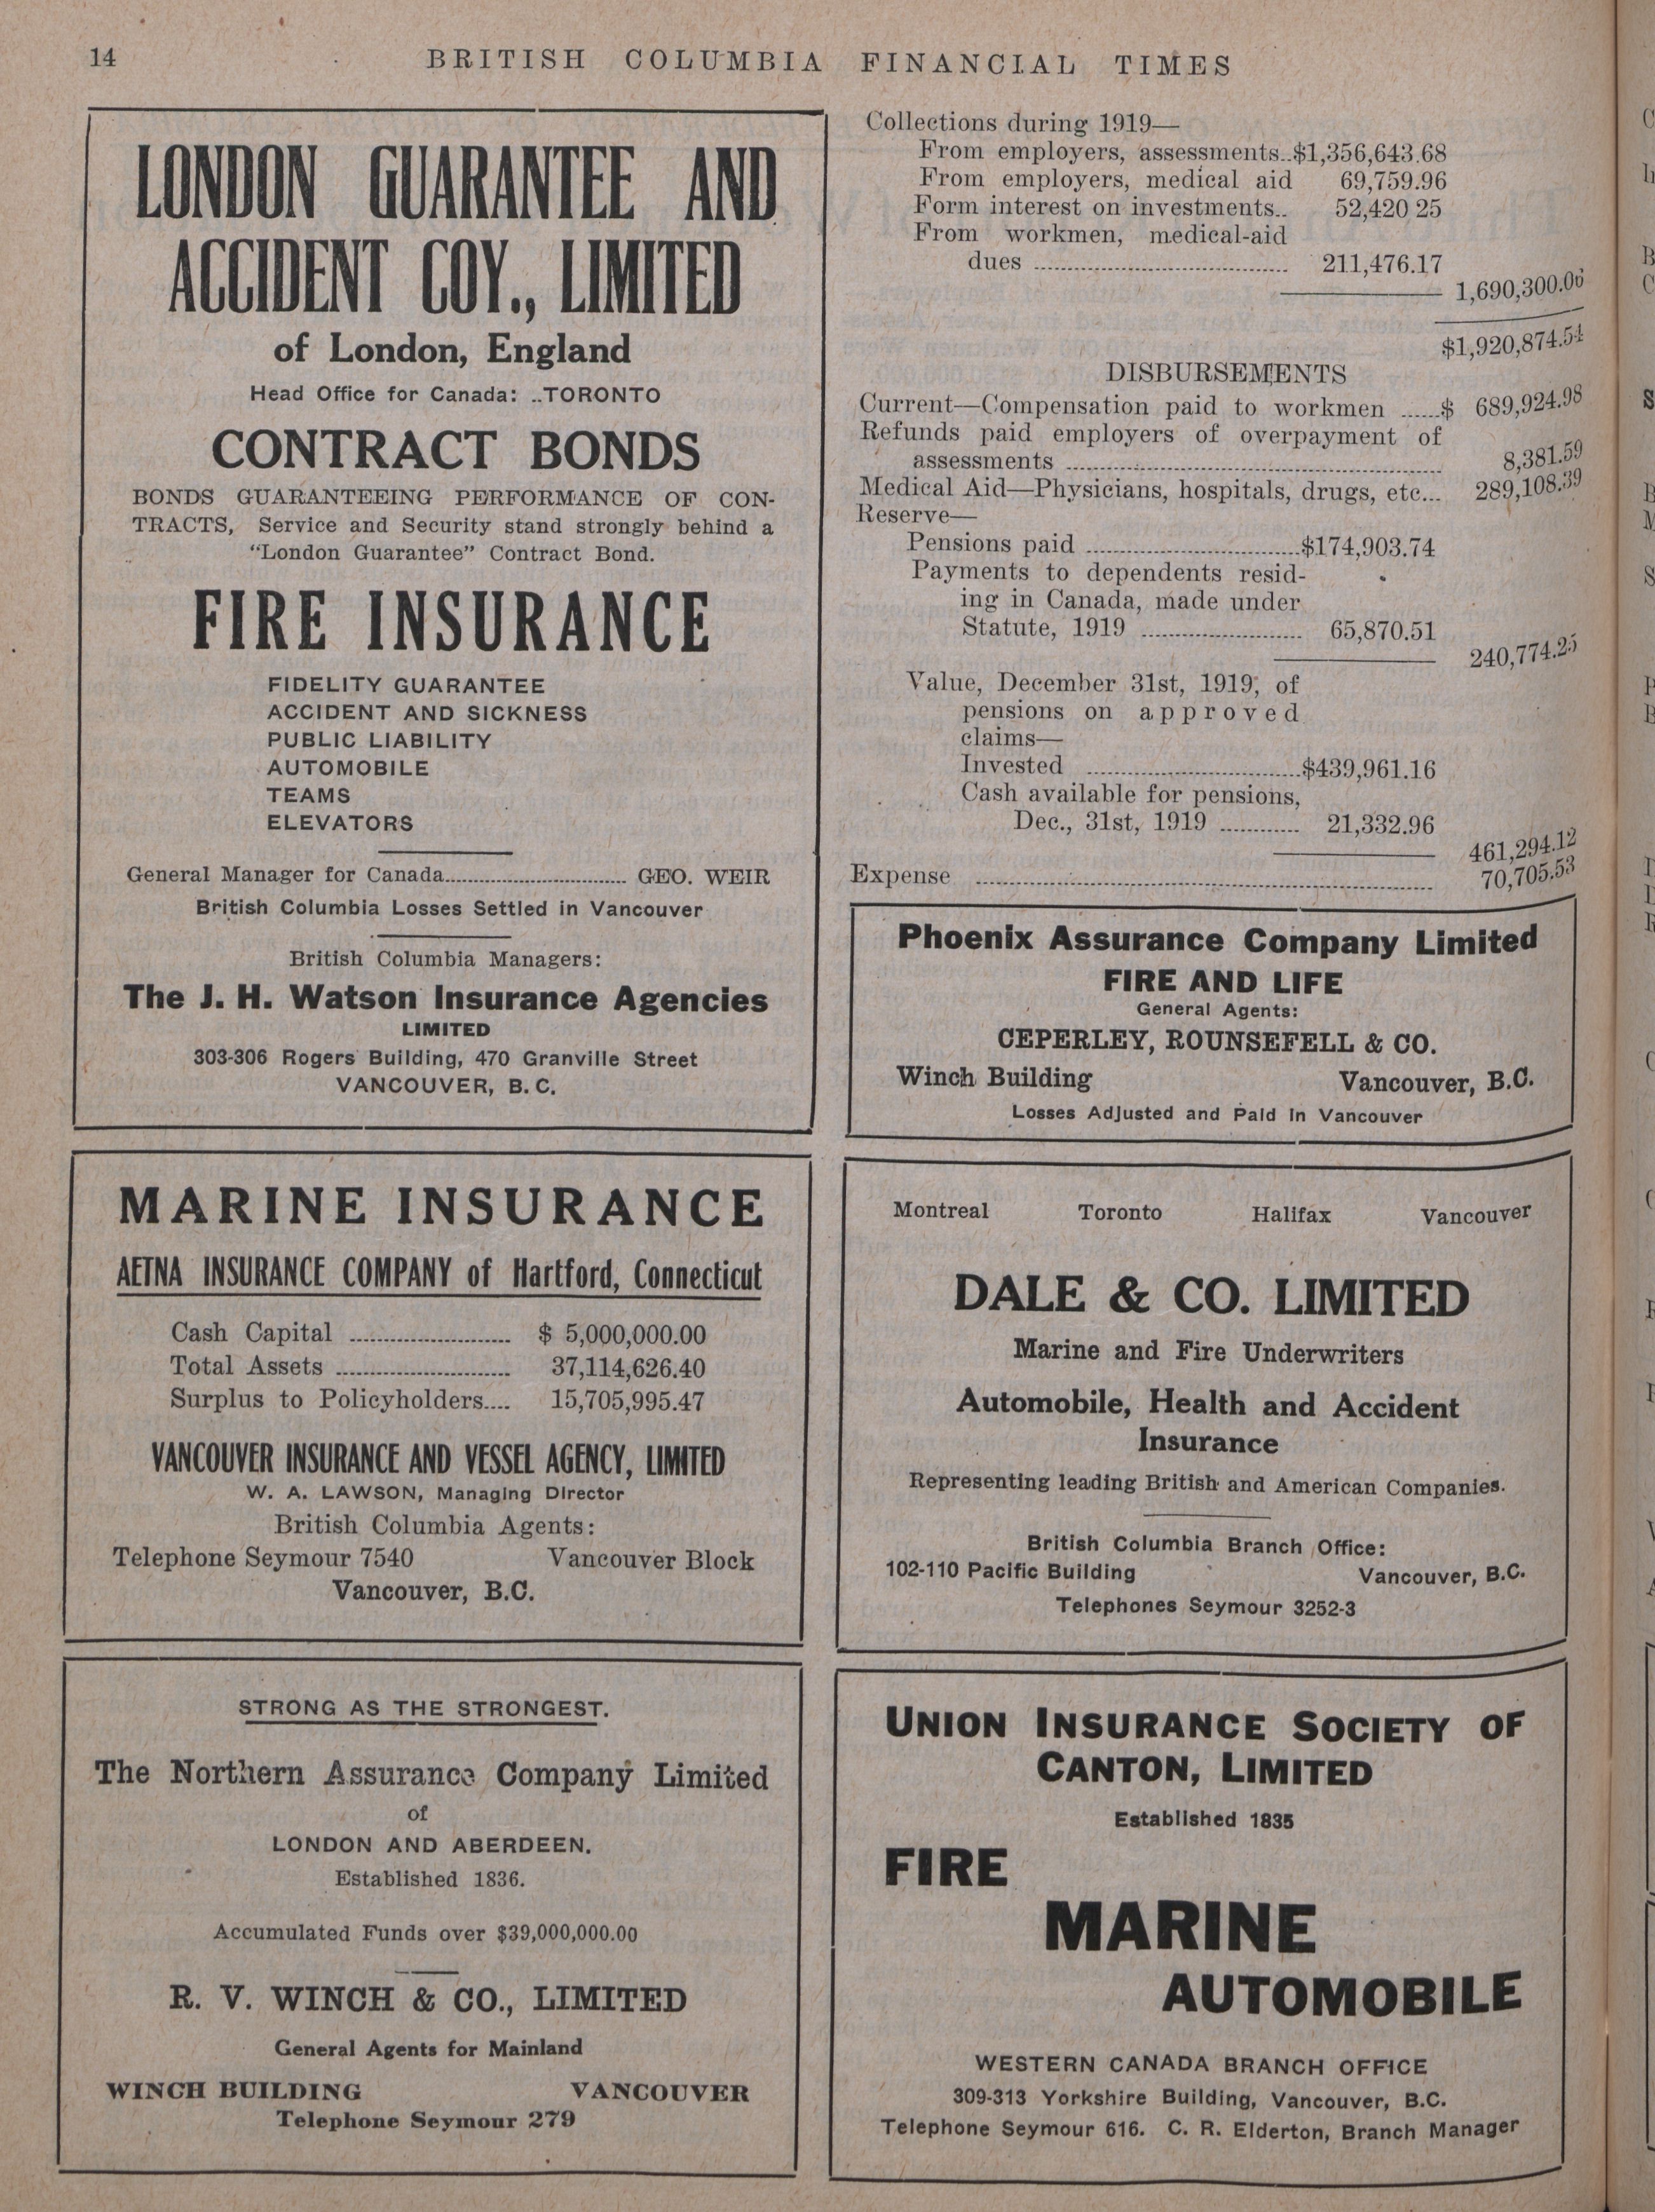 14
BRITISH COLUMBIA FINANCIAL TIMES
LONDON GUARANTEE AND
ACCIDENT COY., LIMITED
of London, England
Head Office for Canada: ..TORONTO
CONTRACT BONDS
BONDS GUARANTEEING PERFORMANCE OF CON-
TRACTS, Service and Security stand strongly behind a
“London Guarantee” Contract Bond.
FIRE INSURANCE
FIDELITY GUARANTEE
ACCIDENT AND SICKNESS
PUBLIC LIABILITY
AUTOMOBILE
TEAMS
ELEVATORS
General Manager for Canada.............................. GEO. WEIR
British Columbia Losses Settled in Vancouver
British Columbia Managers:
The J. H. Watson Insurance Agencies
LIMITED
303-306 Rogers Building, 470 Granville Street
VANCOUVER, B. C.
MARINE INSURANCE
AETNA INSURANCE COMPANY of Hartford, Connecticut
Cash Capital ........................ $ 5,000,000.00
Total Assets .......................... 37,114,626.40
Surplus to Policyholders.... 15,705,995.47
VANCOUVER INSURANCE AND VESSEL AGENCY, LIMITED
W. A. LAWSON, Managing Director
British Columbia Agents:
Telephone Seymour 7540 Vancouver Block
Vancouver, B.C.
STRONG AS THE STRONGEST.
The Northern Assurance Company Limited
of
LONDON AND ABERDEEN.
Established 1836.
Accumulated Funds over $39,000,000.00
R. V. WINCH & CO., LIMITED
General Agents for Mainland
WINCH BUILDING VANCOUVER
Telephone Seymour 279
Collections during 1919—
From employers, assessments..$1,356,643.68
From employers, medical aid 69,759.96
Form interest on investments.. 52,420 25
From workmen, medical-aid
dues ...................................... 211,476.17
1,690,300.06
$1,920,874.54
DISBURSEMENTS
Current—Compensation paid to workmen ......$ 689,924.98
Refunds paid employers of overpayment of
assessments ............................................................ 8,381.59
Medical Aid—Physicians, hospitals, drugs, etc... 289,108.39
Reserve—
Pensions paid ................................$174,903.74
Payments to dependents resid-
ing in Canada, made under
Statute, 1919 ........................ 65,870.51
240,774.25
Value, December 31st, 1919, of
pensions on approved
claims—
Invested ................................$439,961.16
Cash available for pensions,
Dec., 31st, 1919 ............ 21,332.96
461,294.12
Expense ...................................................................... 70,705.53
Phoenix Assurance Company Limited
FIRE AND LIFE
General Agents:
CEPERLEY, ROUNSEFELL & CO.
Winch Building Vancouver, B.C.
Losses Adjusted and Paid in Vancouver
Montreal Toronto Halifax Vancouver
DALE & CO. LIMITED
Marine and Fire Underwriters
Automobile, Health and Accident
Insurance
Representing leading British and American Companies.
British Columbia Branch Office:
102-110 Pacific Building Vancouver, B.C.
Telephones Seymour 3252-3
UNION INSURANCE SOCIETY OF
CANTON, LIMITED
Established 1835
FIRE
MARINE
AUTOMOBILE
WESTERN CANADA BRANCH OFFICE
309-313 Yorkshire Building, Vancouver, B.C.
Telephone Seymour 616. C. R. Elderton, Branch Manager